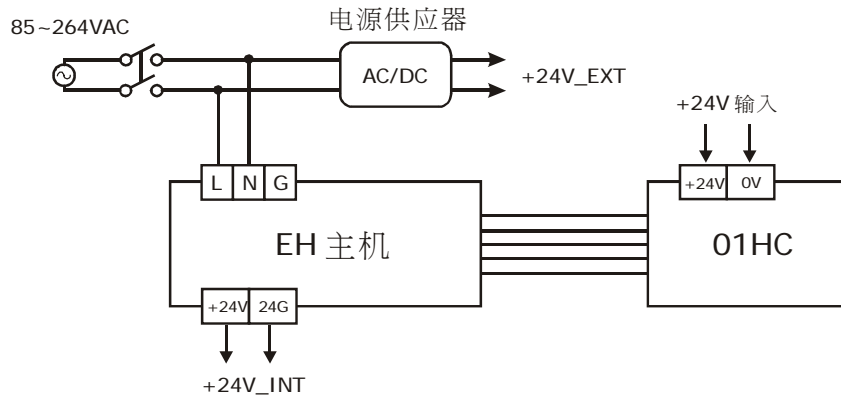 电源供应器
85~264VAC
AC/DC
+24V_EXT
+24V 输入
L N G
+24V 0V
EH 主机
01HC
+24V 24G
+24V_INT